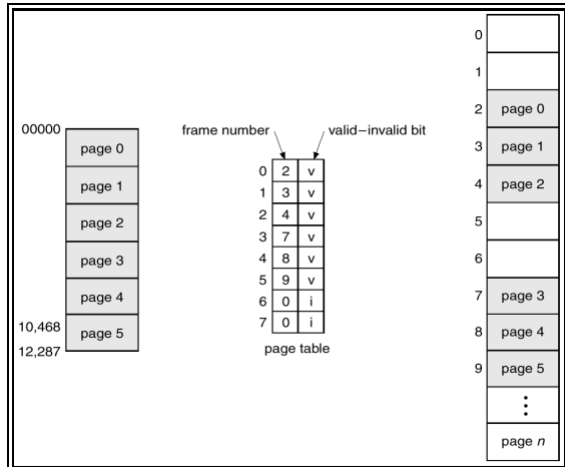 00000
page 0
page 1
page 2
page 3
page 4
10,468
page 5
12,287
frame number
valid–invalid bit
0 2 v
1 3 v
2 4 v
3 7 v
4 8 v
5 9 v
6 0 i
7 0 i
page table
0
1
2 page 0
3 page 1
4 page 2
5
6
7 page 3
8 page 4
9 page 5
⋮
page n